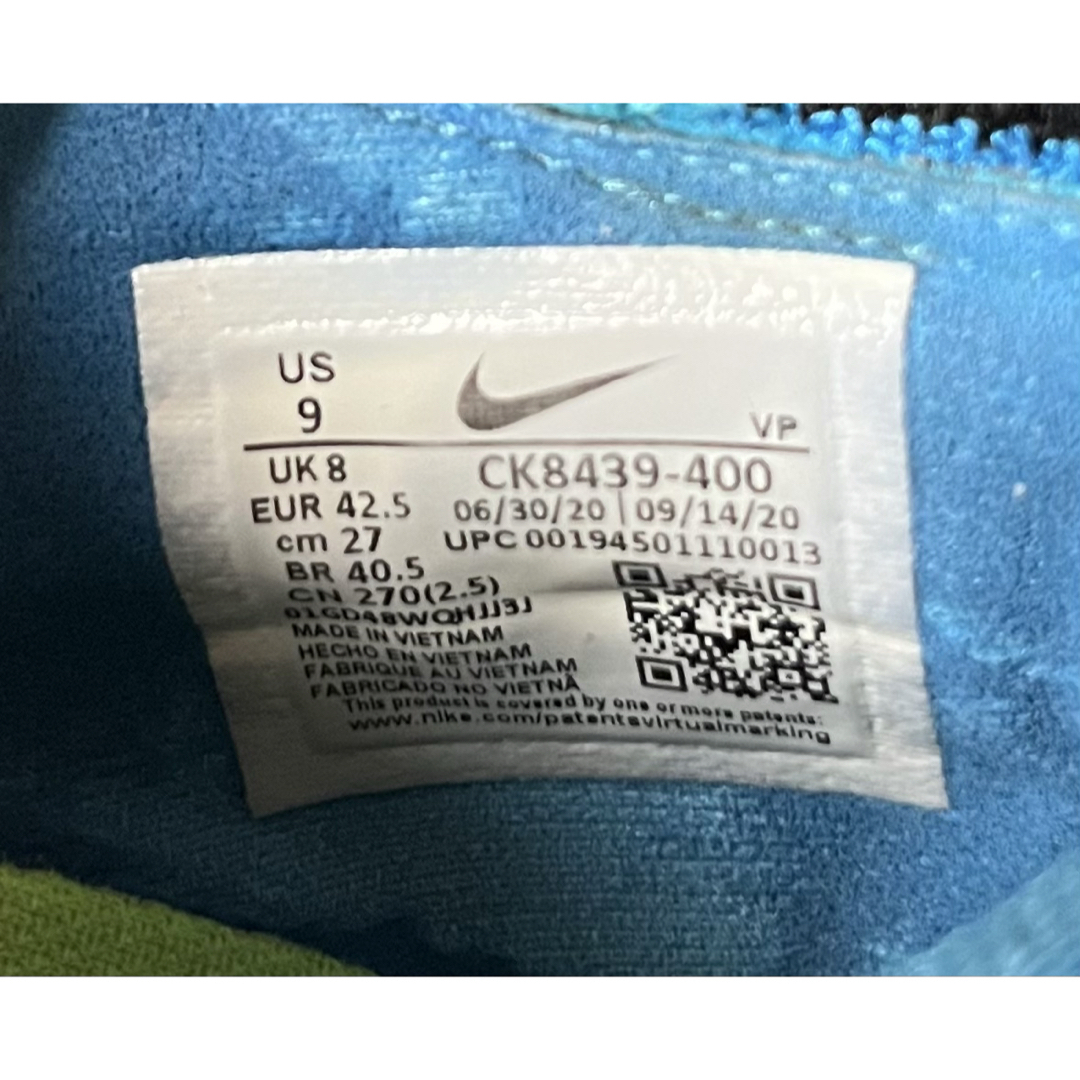 US
9
VP
UK 8
CK8439-400
EUR 42.5
06/30/20 | 09/14/20
cm 27
UPC 00194501110013
BR 40.5
CN 270(2.5)
01GD48WQHJJ3J
MADE IN VIETNAM
HECHO EN VIETNAM
FABRIQUE AU VIETNAM
FABRICADO NO VIETNÃ
This product is covered by one or more patents:
www.nike.com/patentsvirtualmarking